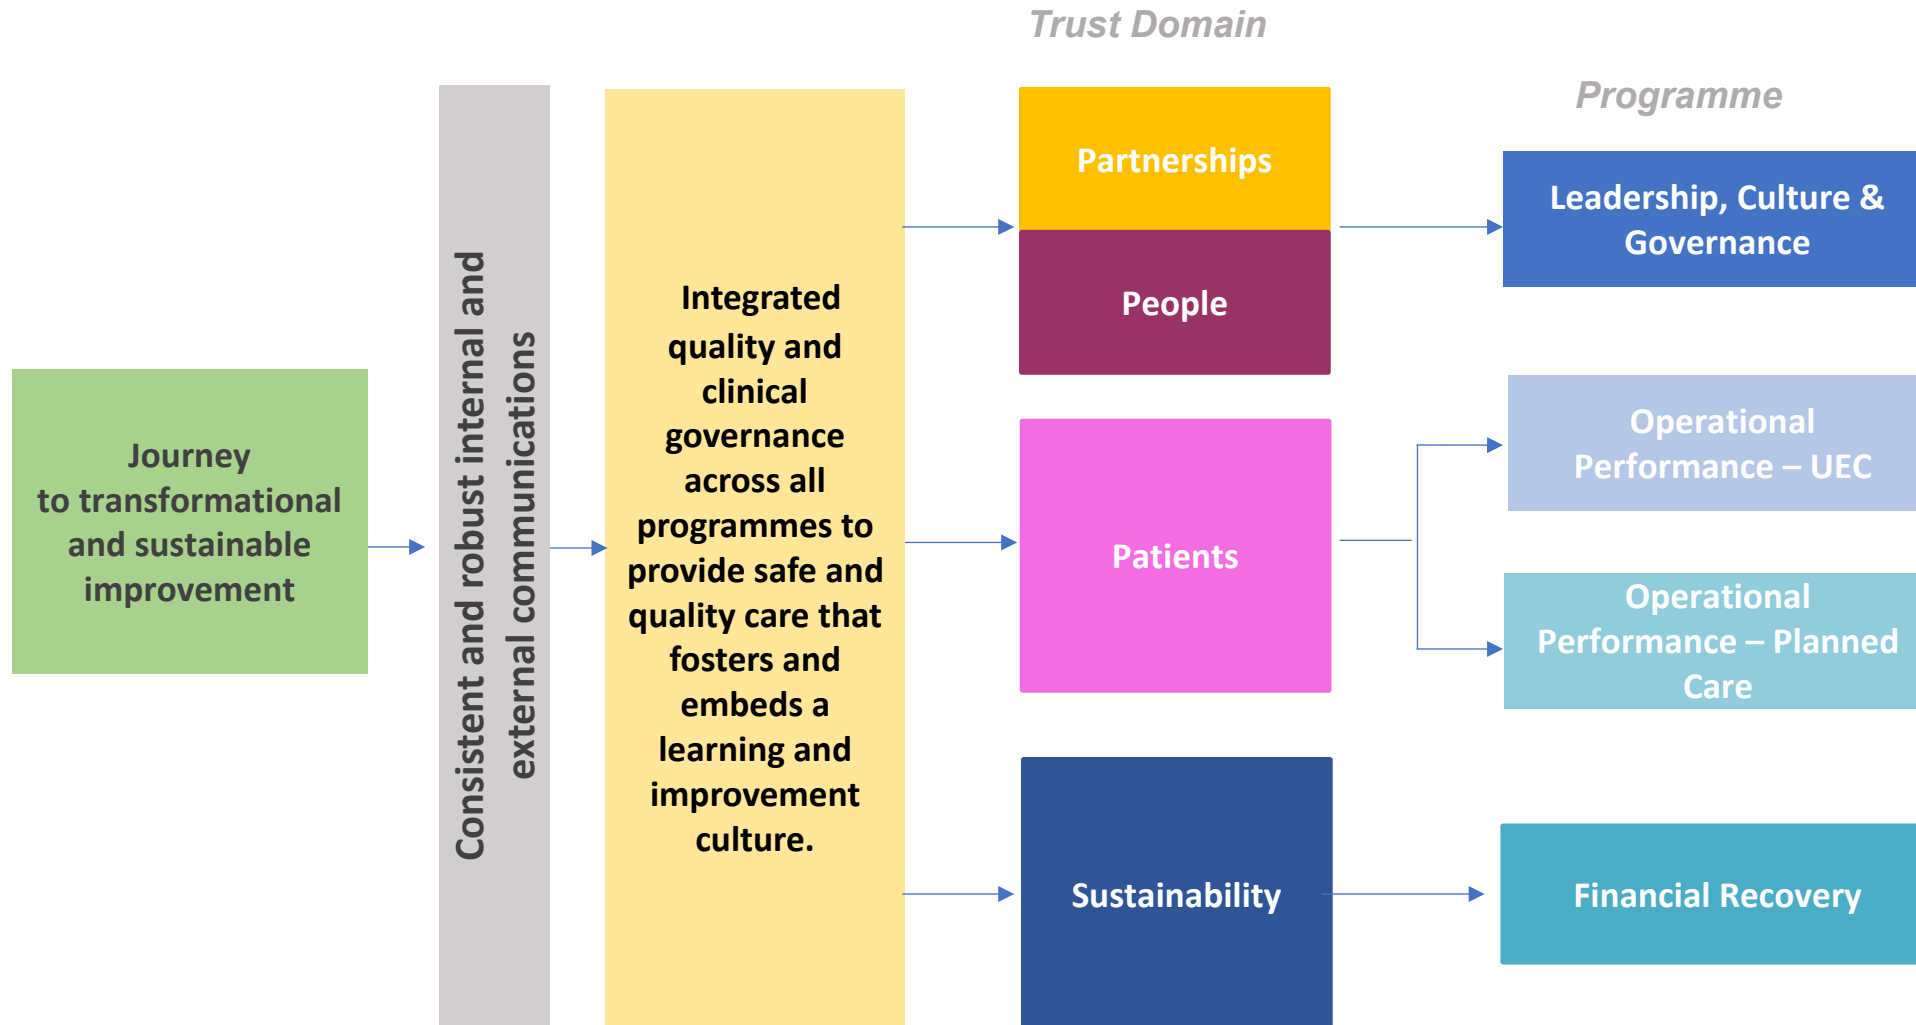 Trust Domain
Programme
Journey
to transformational
and sustainable
improvement
Consistent and robust internal and
external communications
Integrated
quality and
clinical
governance
across all
programmes to
provide safe and
quality care that
fosters and
embeds a
learning and
improvement
culture.
Partnerships
People
Patients
Sustainability
Leadership, Culture &
Governance
Operational
Performance – UEC
Operational
Performance – Planned
Care
Financial Recovery